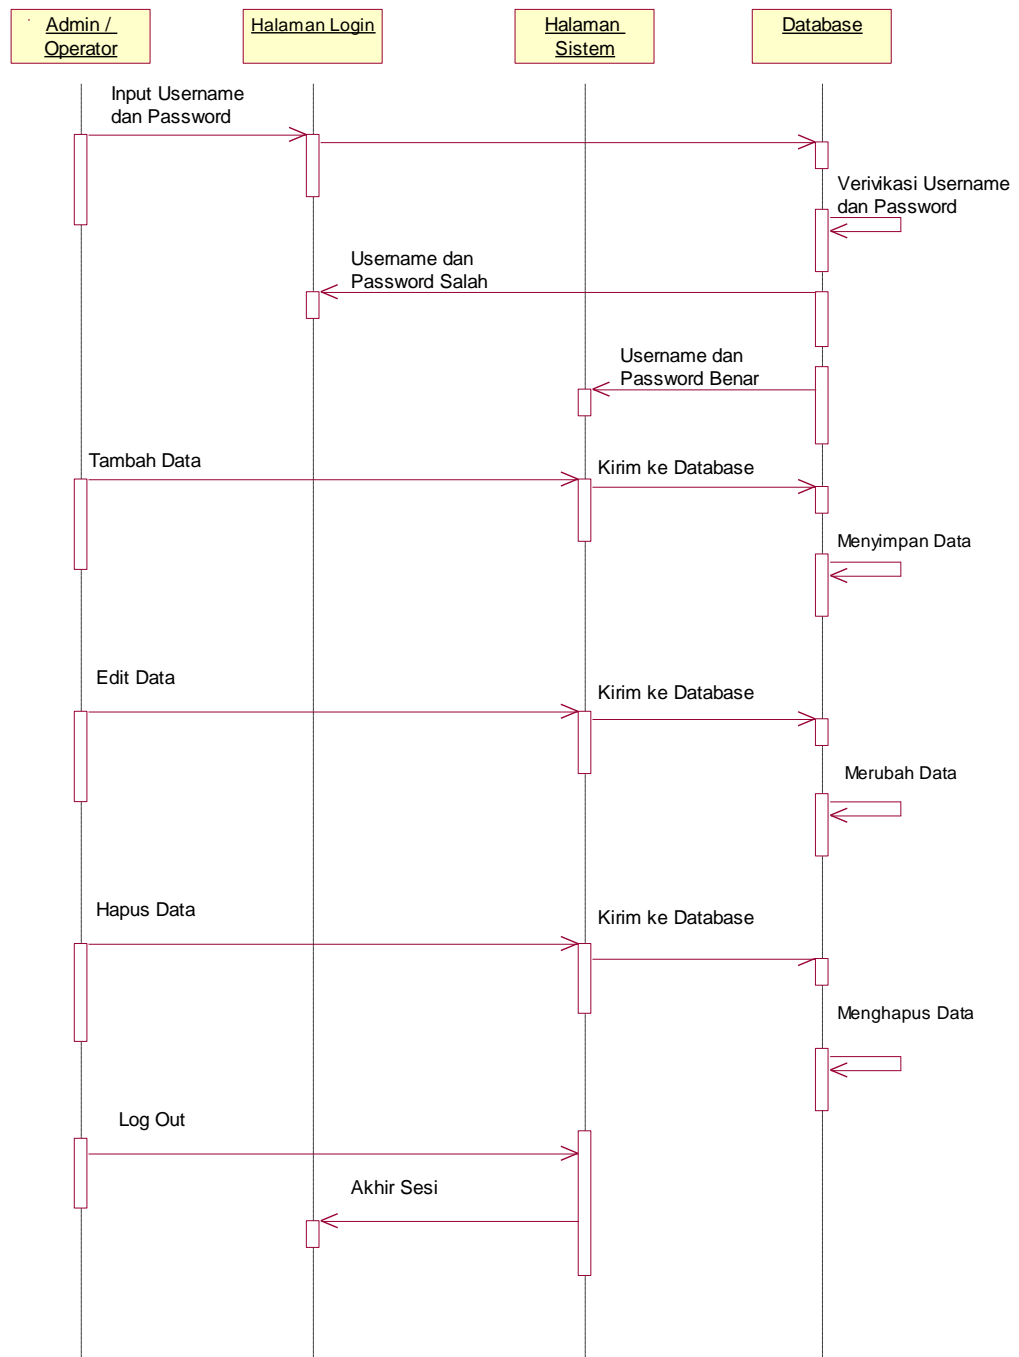 Admin /
Operator
Halaman Login
Halaman
Sistem
Database
Input Username
dan Password
Verivikasi Username
dan Password
Username dan
Password Salah
Username dan
Password Benar
Tambah Data
Kirim ke Database
Menyimpan Data
Edit Data
Kirim ke Database
Merubah Data
Hapus Data
Kirim ke Database
Menghapus Data
Log Out
Akhir Sesi